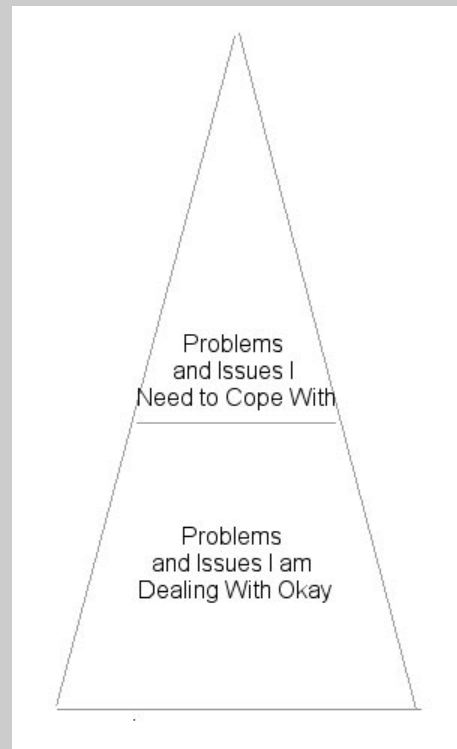 Problems
and Issues I
Need to Cope With
Problems
and Issues I am
Dealing With Okay